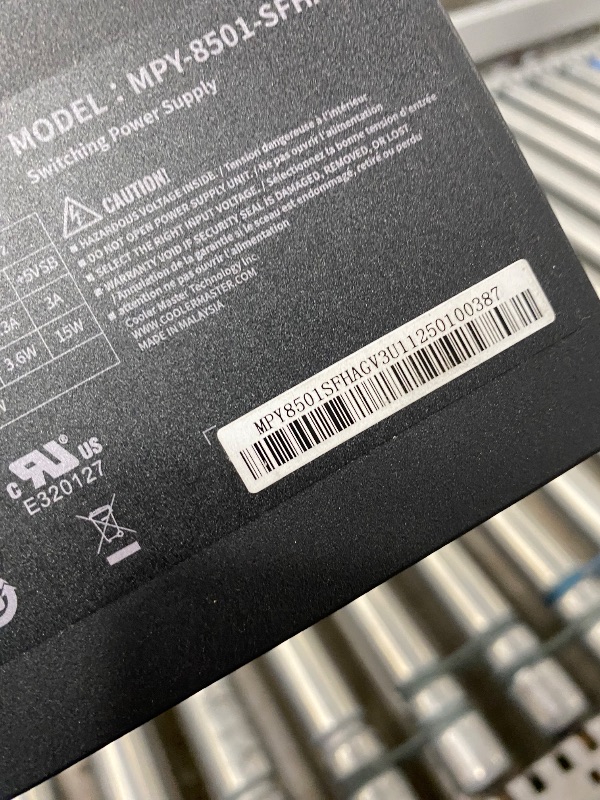 MODEL : MPY-8501-SFH
Switching Power Supply
CAUTION!
■ HAZARDOUS VOLTAGE INSIDE. / Tension dangereuse à l'intérieur
■ DO NOT OPEN POWER SUPPLY UNIT. / Ne pas ouvrir l'alimentation
■ SELECT THE RIGHT INPUT VOLTAGE. / Sélectionnez la borne tension d'entrée
■ WARRANTY VOID IF SECURITY SEAL IS DAMAGED, REMOVED, OR LOST.
/ Annulation de la garantie si le sceau est endommagé, retiré ou perdu
■ attention ne pas ouvrir l'alimentation
Cooler Master Technology Inc.
WWW.COOLERMASTER.COM
MADE IN MALAYSIA
+5VSB
.3A 3A
3.6W 15W
W
MPY8501SFHAGV3U11250100387
c RU ® US
E320127